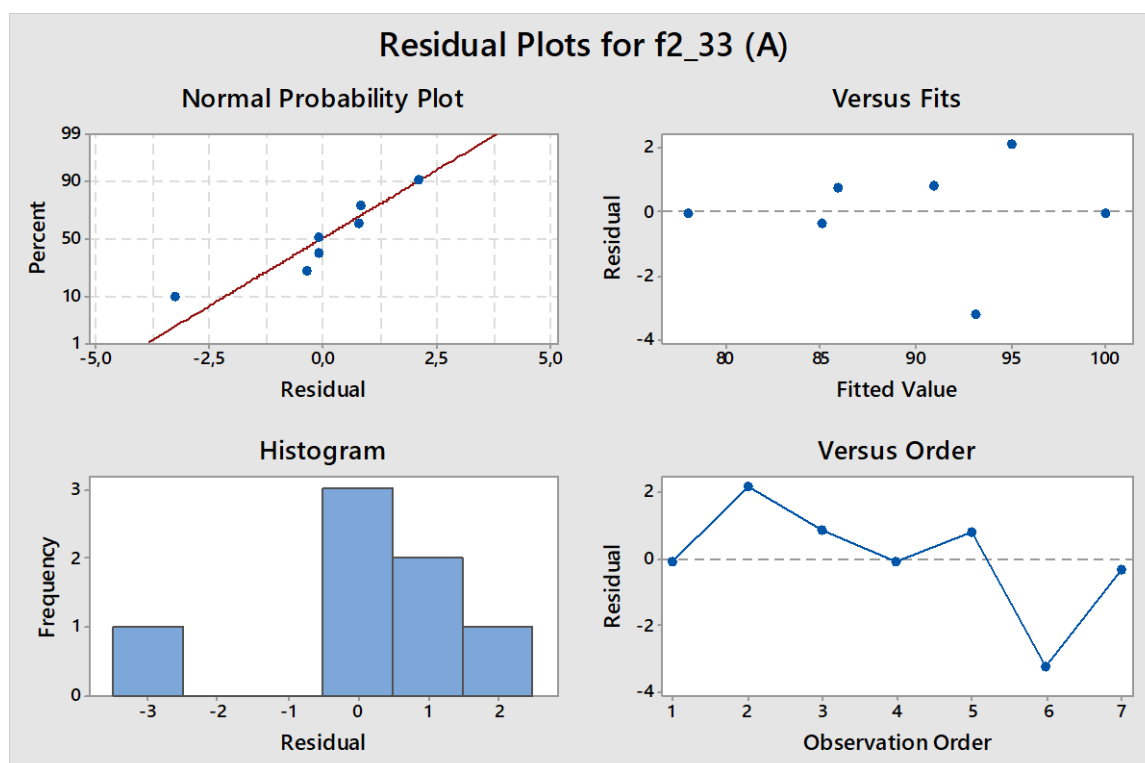 Residual Plots for f2_33 (A)
Normal Probability Plot
99
90
50
10
1
Percent
-5,0 -2,5 0,0 2,5 5,0
Residual
Versus Fits
2
0
-2
-4
Residual
80 85 90 95 100
Fitted Value
Histogram
3
2
1
0
Frequency
-3 -2 -1 0 1 2
Residual
Versus Order
2
0
-2
-4
Residual
1 2 3 4 5 6 7
Observation Order